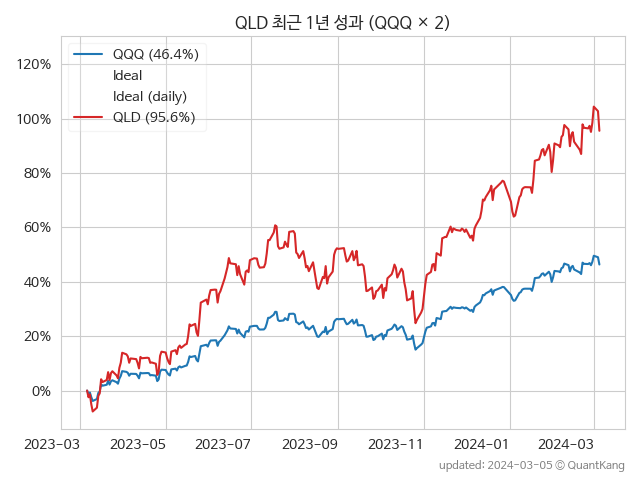 QLD 최근 1년 성과 (QQQ × 2)
QQQ (46.4%)
Ideal
Ideal (daily)
QLD (95.6%)
120%
100%
80%
60%
40%
20%
0%
2023-03 2023-05 2023-07 2023-09 2023-11 2024-01 2024-03
updated: 2024-03-05 © QuantKang